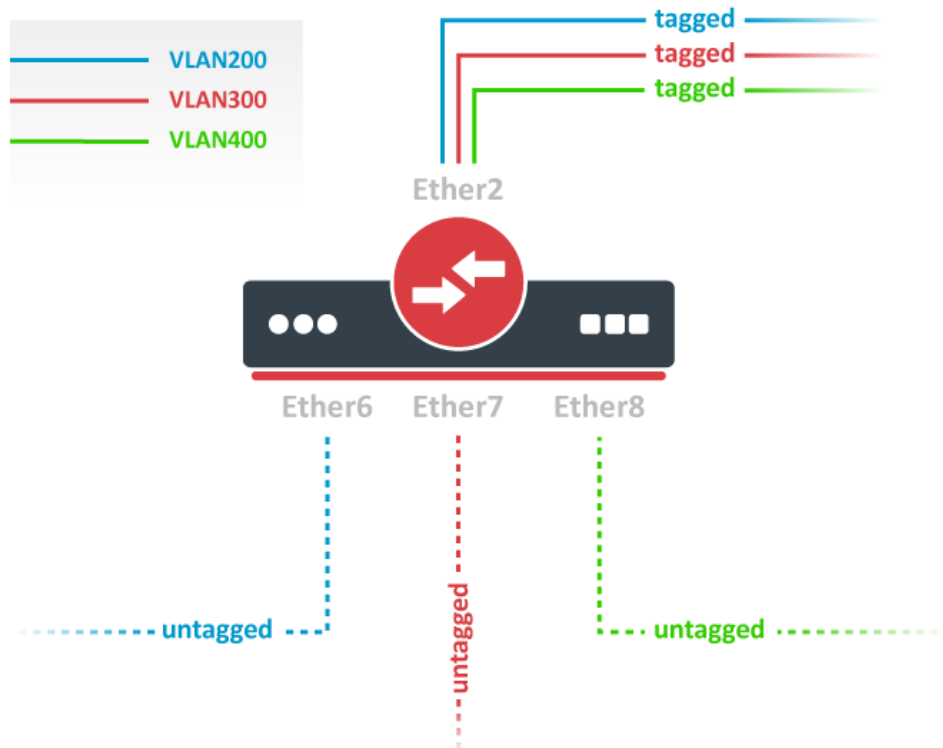 tagged
tagged
tagged
VLAN200
VLAN300
VLAN400
Ether2
Ether6 Ether7 Ether8
untagged
untagged
untagged